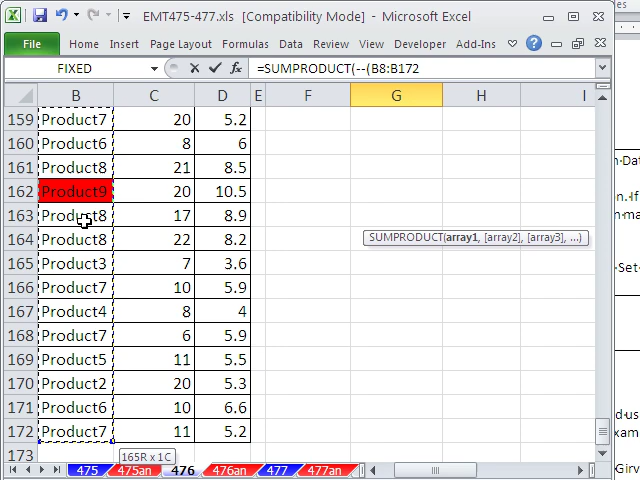 EMT475-477.xls [Compatibility Mode] - Microsoft Excel
File Home Insert Page Layout Formulas Data Review View Developer Add-Ins
FIXED =SUMPRODUCT(--(B8:B172
B C D E F G H I
159 Product7 20 5.2
160 Product6 8 6
161 Product8 21 8.5
162 Product9 20 10.5
163 Product8 17 8.9
164 Product8 22 8.2
SUMPRODUCT(array1, [array2], [array3], ...)
165 Product3 7 3.6
166 Product7 10 5.9
167 Product4 8 4
168 Product7 6 5.9
169 Product5 11 5.5
170 Product2 20 5.3
171 Product6 10 6.6
172 Product7 11 5.2
173
165R x 1C
475 475an 476 476an 477 477an